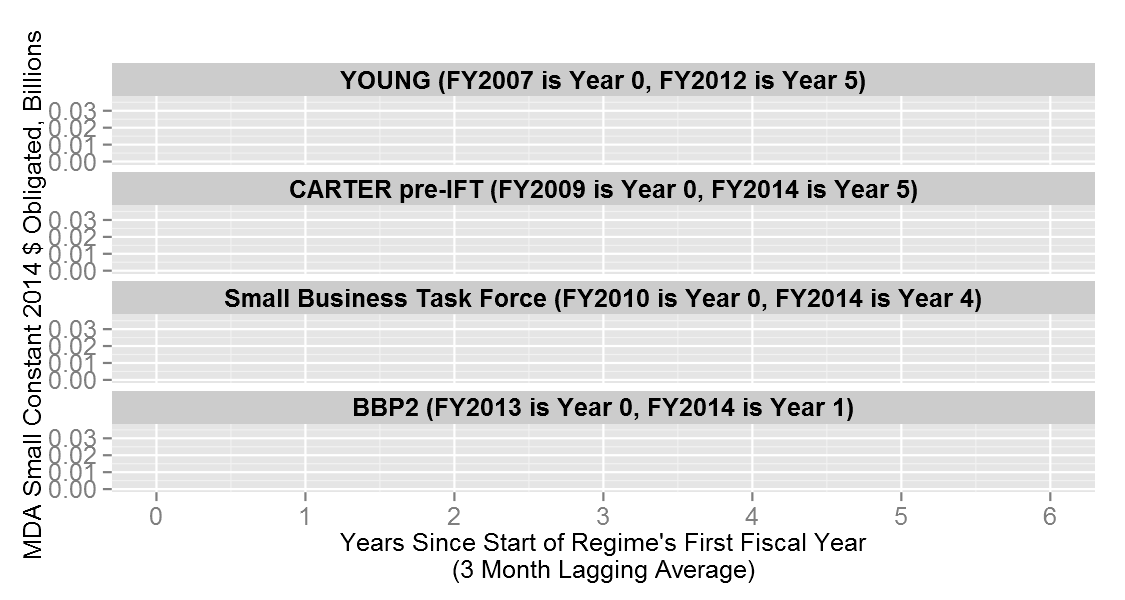 MDA Small Constant 2014 $ Obligated, Billions
YOUNG (FY2007 is Year 0, FY2012 is Year 5)
0.03
0.02
0.01
0.00
CARTER pre-IFT (FY2009 is Year 0, FY2014 is Year 5)
0.03
0.02
0.01
0.00
Small Business Task Force (FY2010 is Year 0, FY2014 is Year 4)
0.03
0.02
0.01
0.00
BBP2 (FY2013 is Year 0, FY2014 is Year 1)
0.03
0.02
0.01
0.00
0 1 2 3 4 5 6
Years Since Start of Regime's First Fiscal Year
(3 Month Lagging Average)